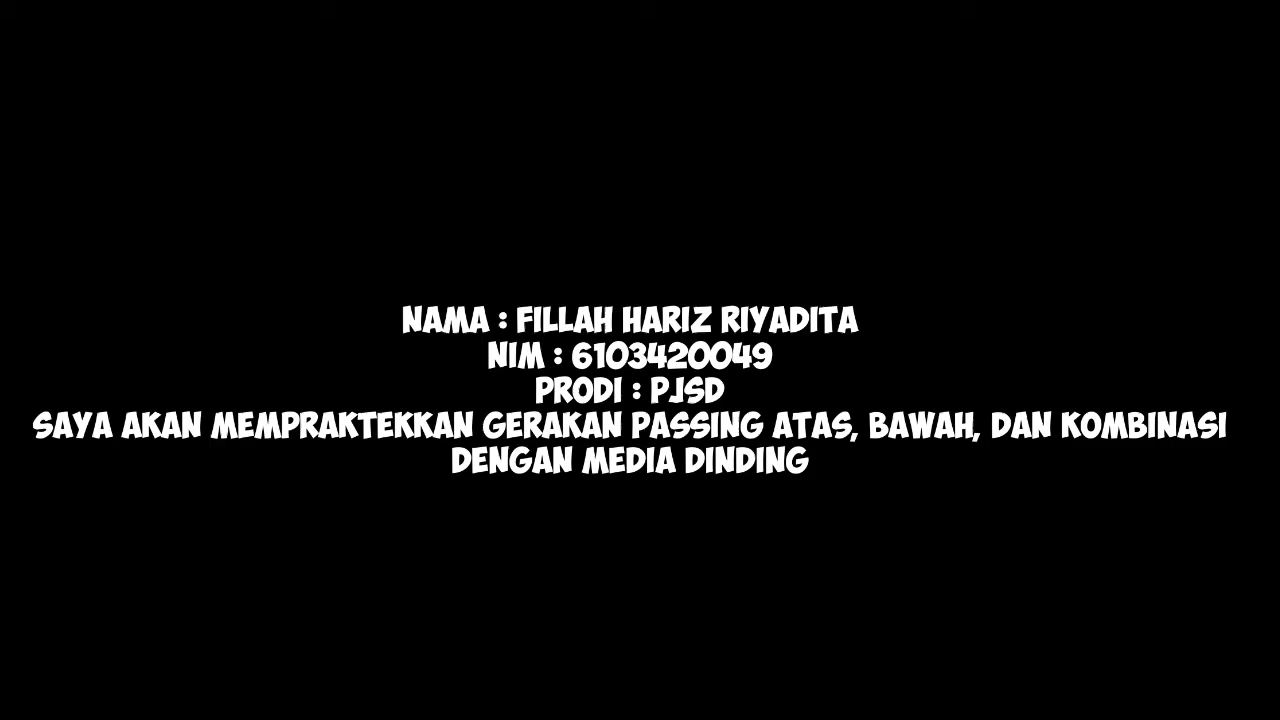 NAMA : FILLAH HARIZ RIYADITA
NIM : 6103420049
PRODI : PJSD
SAYA AKAN MEMPRAKTEKKAN GERAKAN PASSING ATAS, BAWAH, DAN KOMBINASI
DENGAN MEDIA DINDING